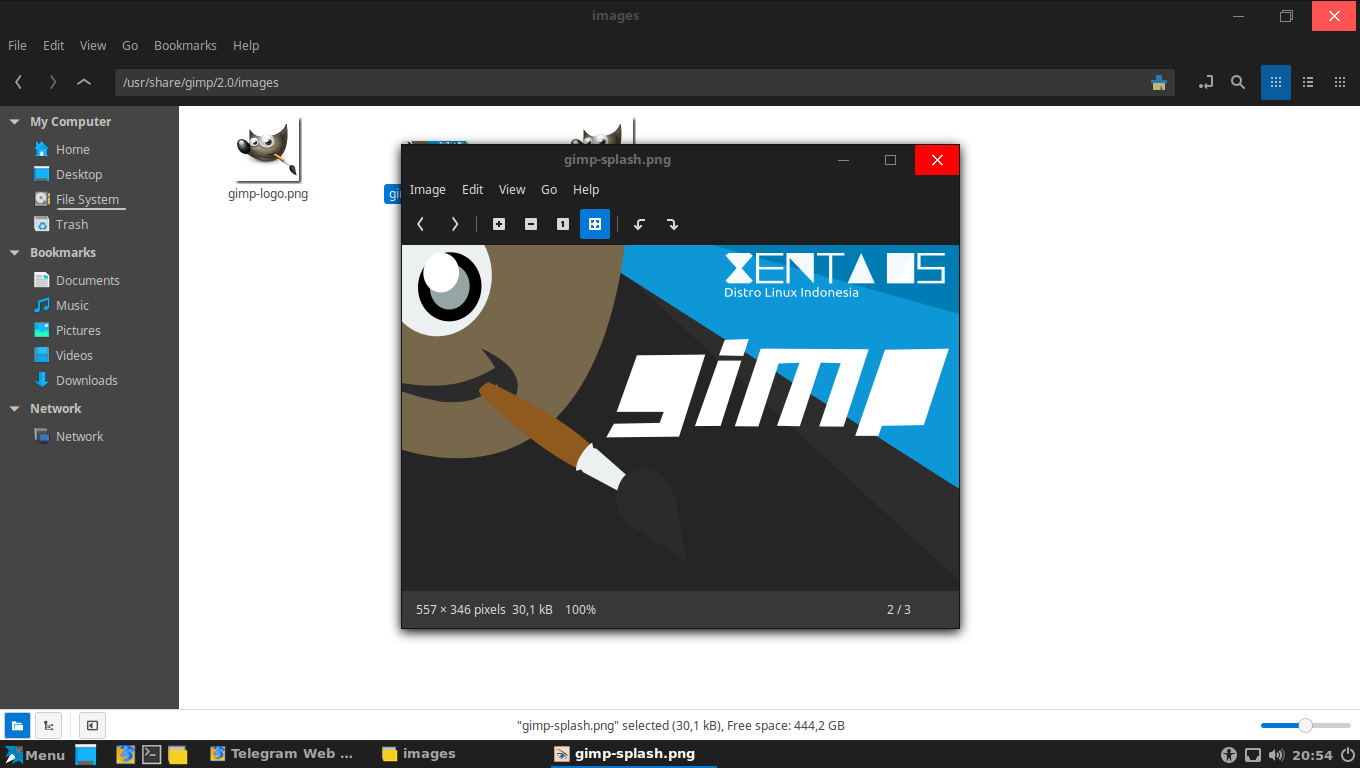 images
File Edit View Go Bookmarks Help
/usr/share/gimp/2.0/images
My Computer
Home
Desktop
File System
Trash
Bookmarks
Documents
Music
Pictures
Videos
Downloads
Network
Network
gimp-logo.png
gimp-splash.png
Image Edit View Go Help
1
XENTA OS
Distro Linux Indonesia
gimp
557 × 346 pixels 30,1 kB 100% 2 / 3
"gimp-splash.png" selected (30,1 kB), Free space: 444,2 GB
Menu Telegram Web ... images gimp-splash.png 20:54